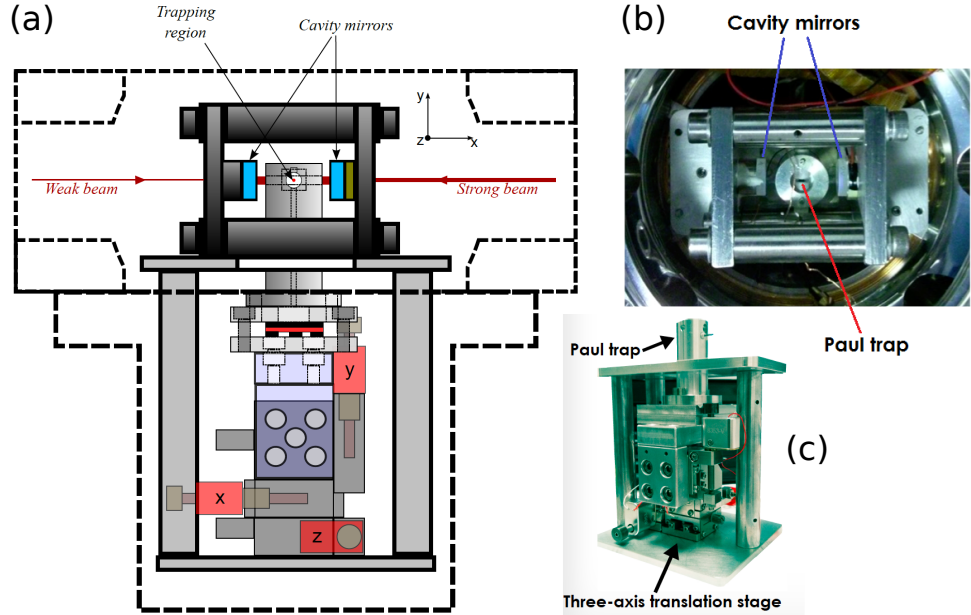 (a)
Trapping
region
Cavity mirrors
y
z
x
Weak beam
Strong beam
y
x
z
(b)
Cavity mirrors
Paul trap
Paul trap
(c)
Three-axis translation stage